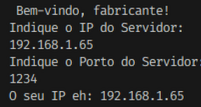 Bem-vindo, fabricante!
Indique o IP do Servidor:
192.168.1.65
Indique o Porto do Servidor:
1234
O seu IP eh: 192.168.1.65